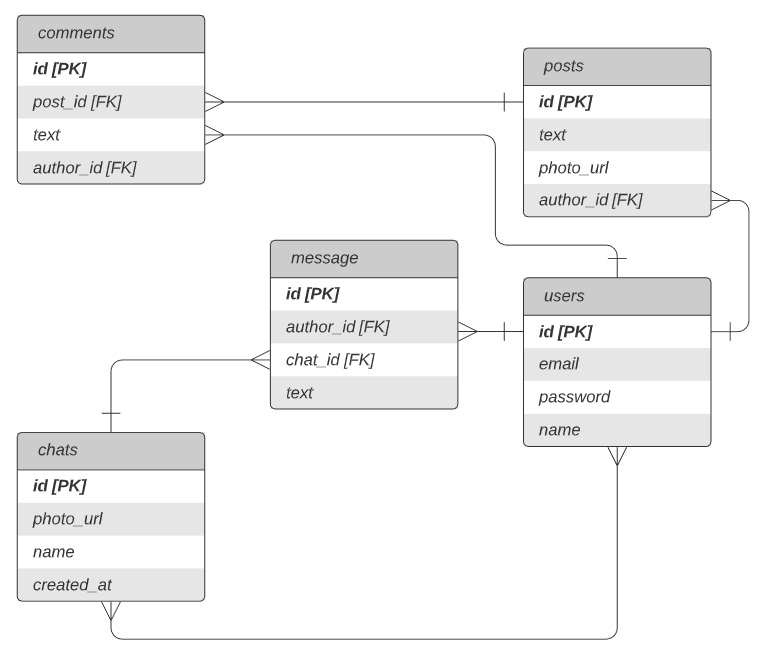 comments
id [PK]
post_id [FK]
text
author_id [FK]
posts
id [PK]
text
photo_url
author_id [FK]
message
id [PK]
author_id [FK]
chat_id [FK]
text
users
id [PK]
email
password
name
chats
id [PK]
photo_url
name
created_at